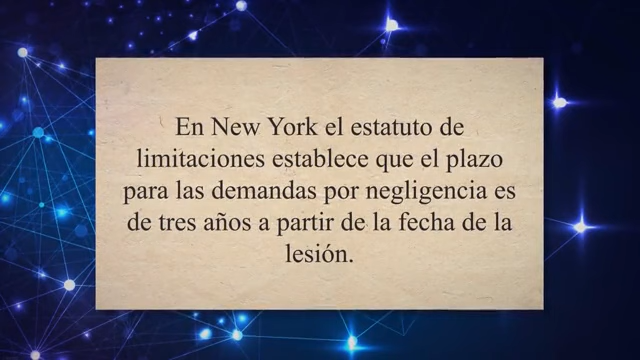 En New York el estatuto de
limitaciones establece que el plazo
para las demandas por negligencia es
de tres años a partir de la fecha de la
lesión.